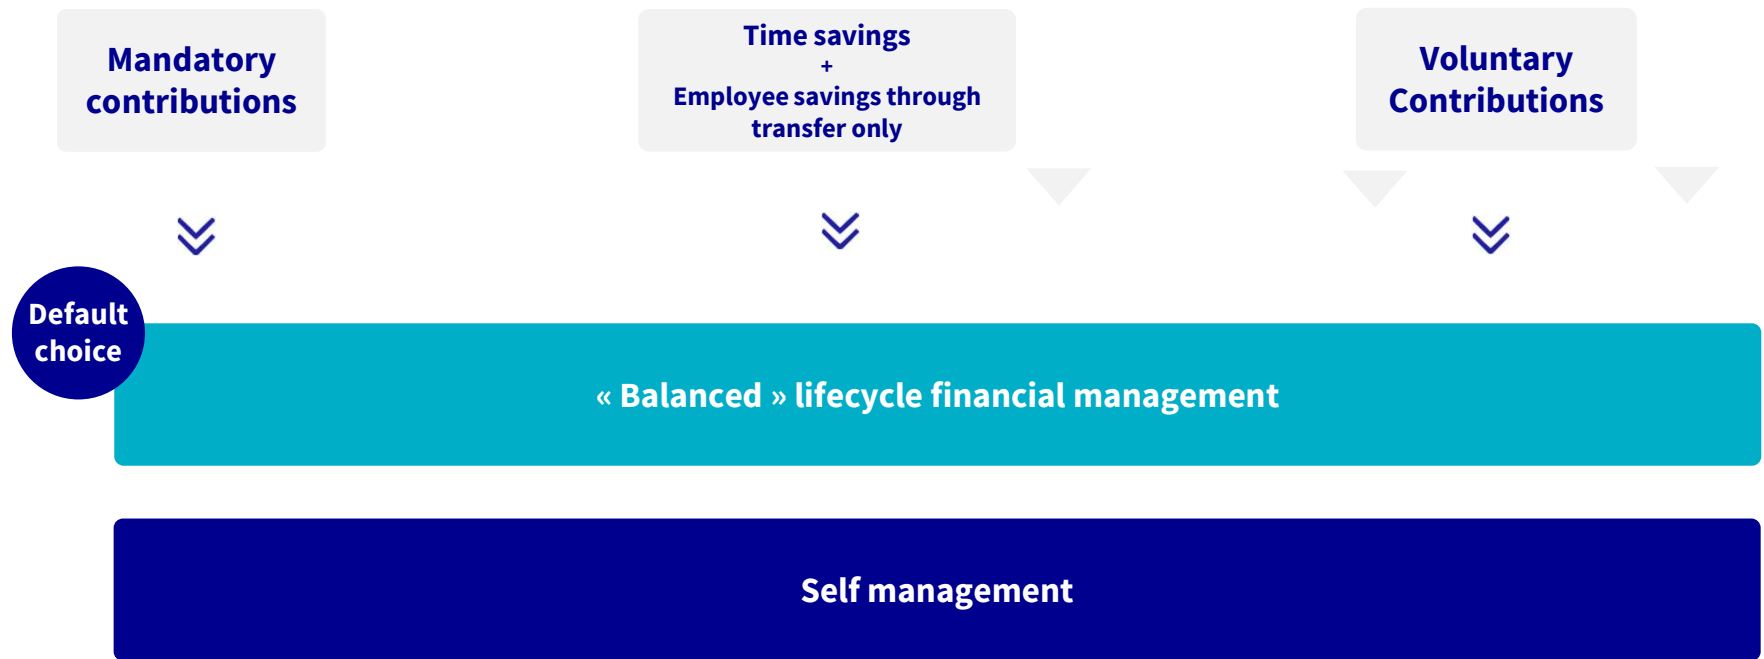 Mandatory
contributions
Time savings
+
Employee savings through
transfer only
Voluntary
Contributions
Default
choice
« Balanced » lifecycle financial management
Self management